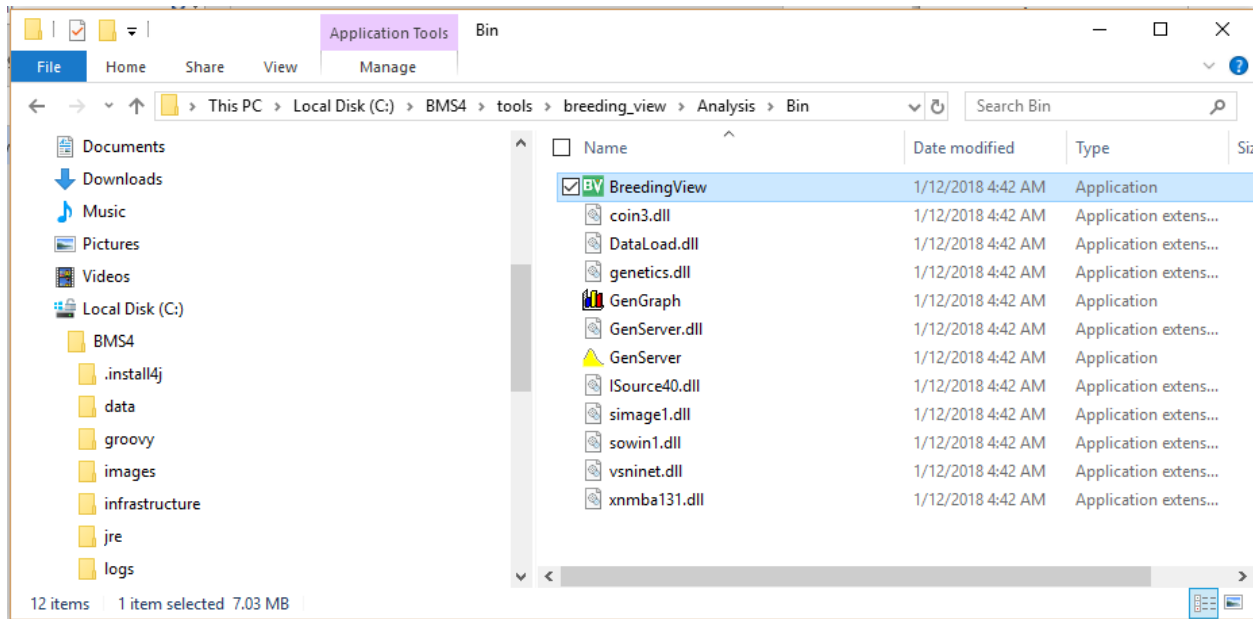 Application Tools Bin
File Home Share View Manage
This PC > Local Disk (C:) > BMS4 > tools > breeding_view > Analysis > Bin
Search Bin
Documents
Downloads
Music
Pictures
Videos
Local Disk (C:)
BMS4
.install4j
data
groovy
images
infrastructure
jre
logs
Name Date modified Type Siz
BV BreedingView 1/12/2018 4:42 AM Application
coin3.dll 1/12/2018 4:42 AM Application extens...
DataLoad.dll 1/12/2018 4:42 AM Application extens...
genetics.dll 1/12/2018 4:42 AM Application extens...
GenGraph 1/12/2018 4:42 AM Application
GenServer.dll 1/12/2018 4:42 AM Application extens...
GenServer 1/12/2018 4:42 AM Application
ISource40.dll 1/12/2018 4:42 AM Application extens...
simage1.dll 1/12/2018 4:42 AM Application extens...
sowin1.dll 1/12/2018 4:42 AM Application extens...
vsninet.dll 1/12/2018 4:42 AM Application extens...
xnmba131.dll 1/12/2018 4:42 AM Application extens...
12 items 1 item selected 7.03 MB